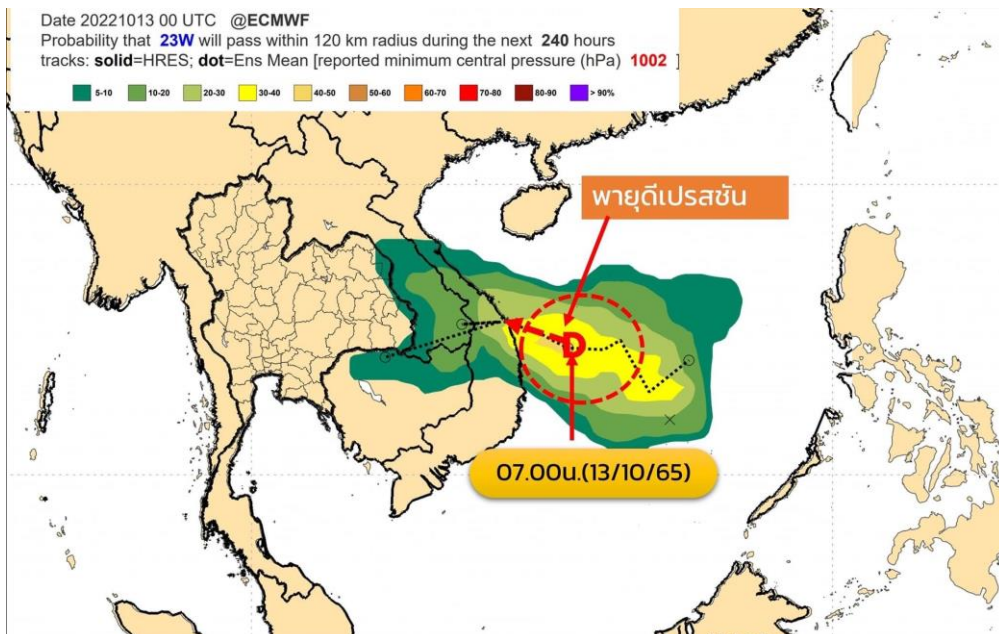 Date 20221013 00 UTC @ECMWF
Probability that 23W will pass within 120 km radius during the next 240 hours
tracks: solid=HRES; dot=Ens Mean [reported minimum central pressure (hPa) 1002 ]
5-10 10-20 20-30 30-40 40-50 50-60 60-70 70-80 80-90 > 90%
พายุดีเปรสชัน
D
07.00น.(13/10/65)